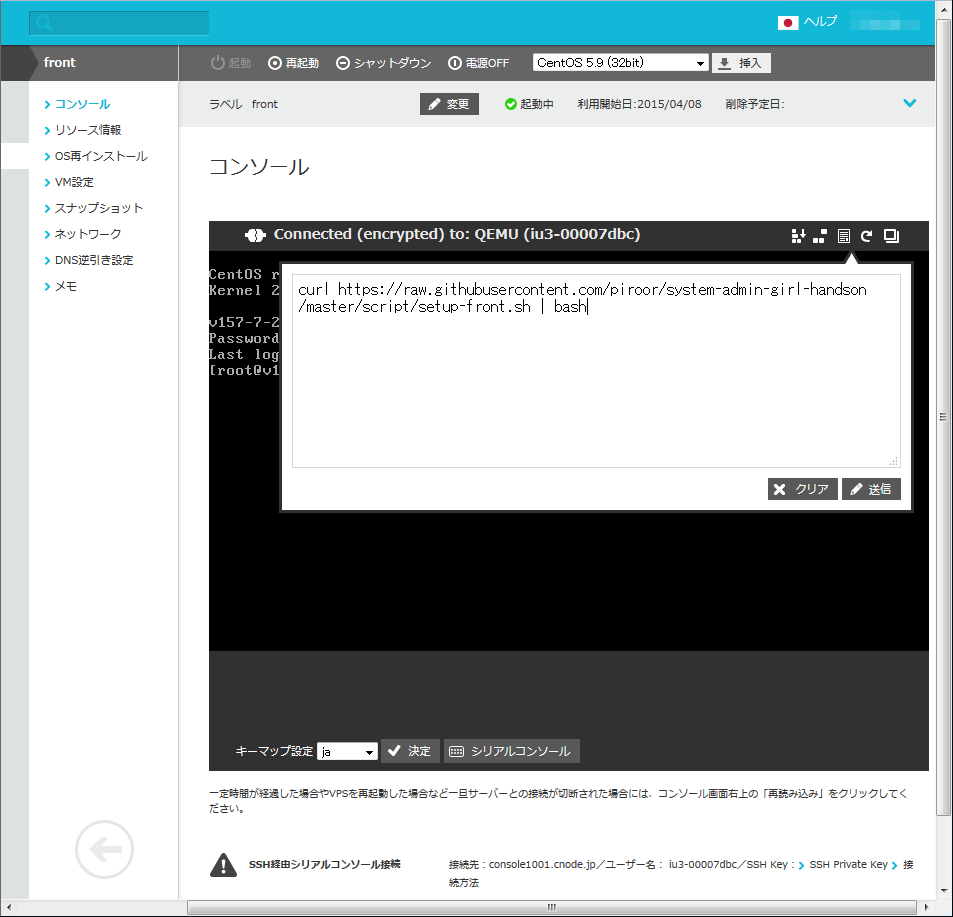 ヘルプ
front
起動 再起動 シャットダウン 電源OFF CentOS 5.9 (32bit) 挿入
ラベル front 変更 起動中 利用開始日:2015/04/08 削除予定日:
コンソール
リソース情報
OS再インストール
VM設定
スナップショット
ネットワーク
DNS逆引き設定
メモ
コンソール
Connected (encrypted) to: QEMU (iu3-00007dbc)
CentOS r
Kernel 2
v157-7-2
Password
Last log
[root@v1
curl https://raw.githubusercontent.com/piroor/system-admin-girl-handson
/master/script/setup-front.sh | bash
クリア 送信
キーマップ設定 ja 決定 シリアルコンソール
一定時間が経過した場合やVPSを再起動した場合など一旦サーバーとの接続が切断された場合には、コンソール画面右上の「再読み込み」をクリックしてく
ださい。
SSH経由シリアルコンソール接続 接続先：console1001.cnode.jp／ユーザー名： iu3-00007dbc／SSH Key： SSH Private Key 接
続方法